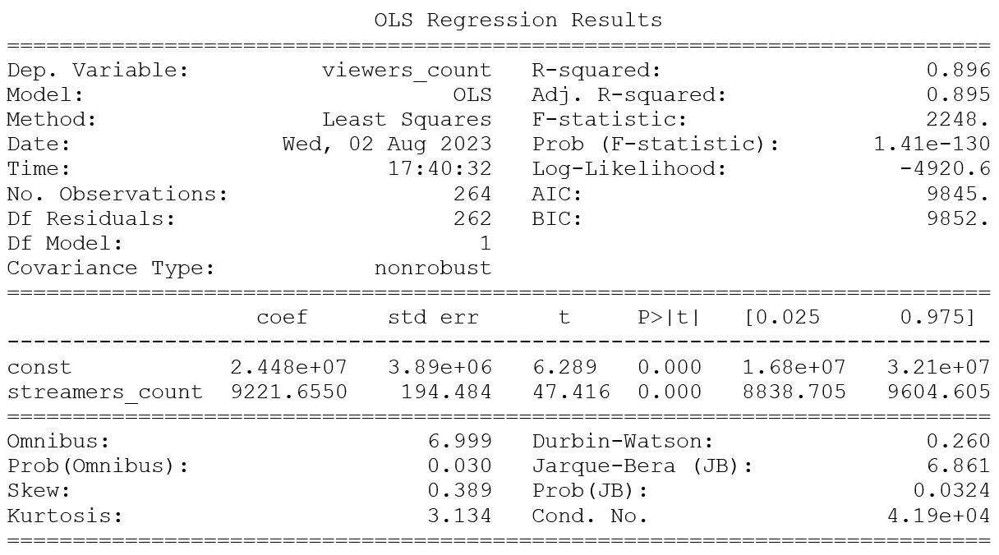 OLS Regression Results
==============================================================================
Dep. Variable: viewers_count R-squared: 0.896
Model: OLS Adj. R-squared: 0.895
Method: Least Squares F-statistic: 2248.
Date: Wed, 02 Aug 2023 Prob (F-statistic): 1.41e-130
Time: 17:40:32 Log-Likelihood: -4920.6
No. Observations: 264 AIC: 9845.
Df Residuals: 262 BIC: 9852.
Df Model: 1
Covariance Type: nonrobust
==============================================================================
coef std err t P>|t| [0.025 0.975]
------------------------------------------------------------------------------
const 2.448e+07 3.89e+06 6.289 0.000 1.68e+07 3.21e+07
streamers_count 9221.6550 194.484 47.416 0.000 8838.705 9604.605
==============================================================================
Omnibus: 6.999 Durbin-Watson: 0.260
Prob(Omnibus): 0.030 Jarque-Bera (JB): 6.861
Skew: 0.389 Prob(JB): 0.0324
Kurtosis: 3.134 Cond. No. 4.19e+04
==============================================================================